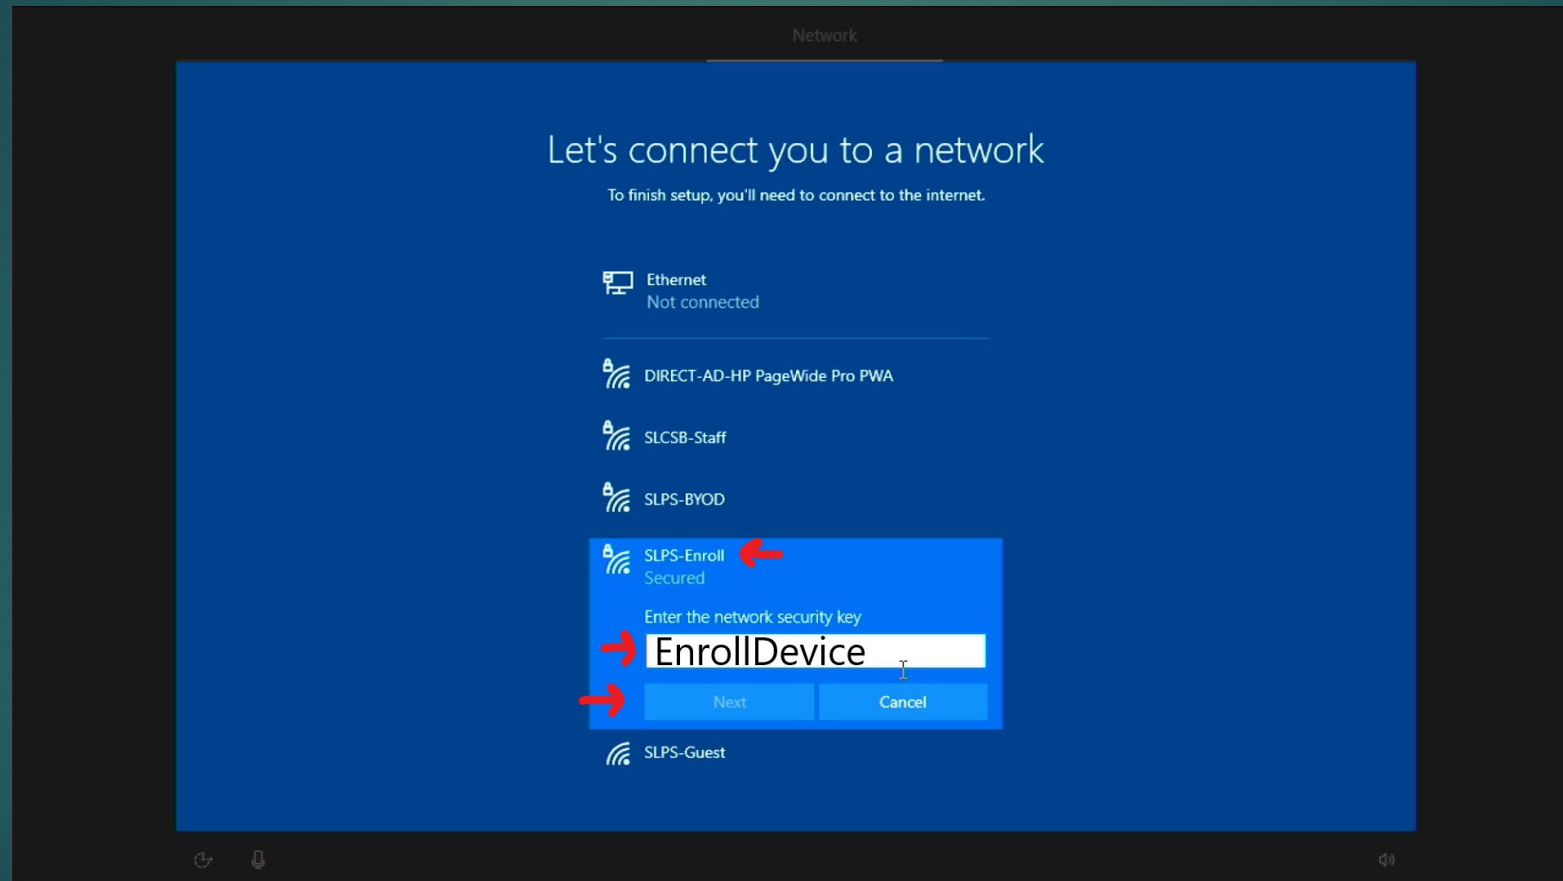 Network
Let's connect you to a network
To finish setup, you'll need to connect to the internet.
Ethernet
Not connected
DIRECT-AD-HP PageWide Pro PWA
SLCSB-Staff
SLPS-BYOD
SLPS-Enroll
Secured
Enter the network security key
EnrollDevice
Next Cancel
SLPS-Guest